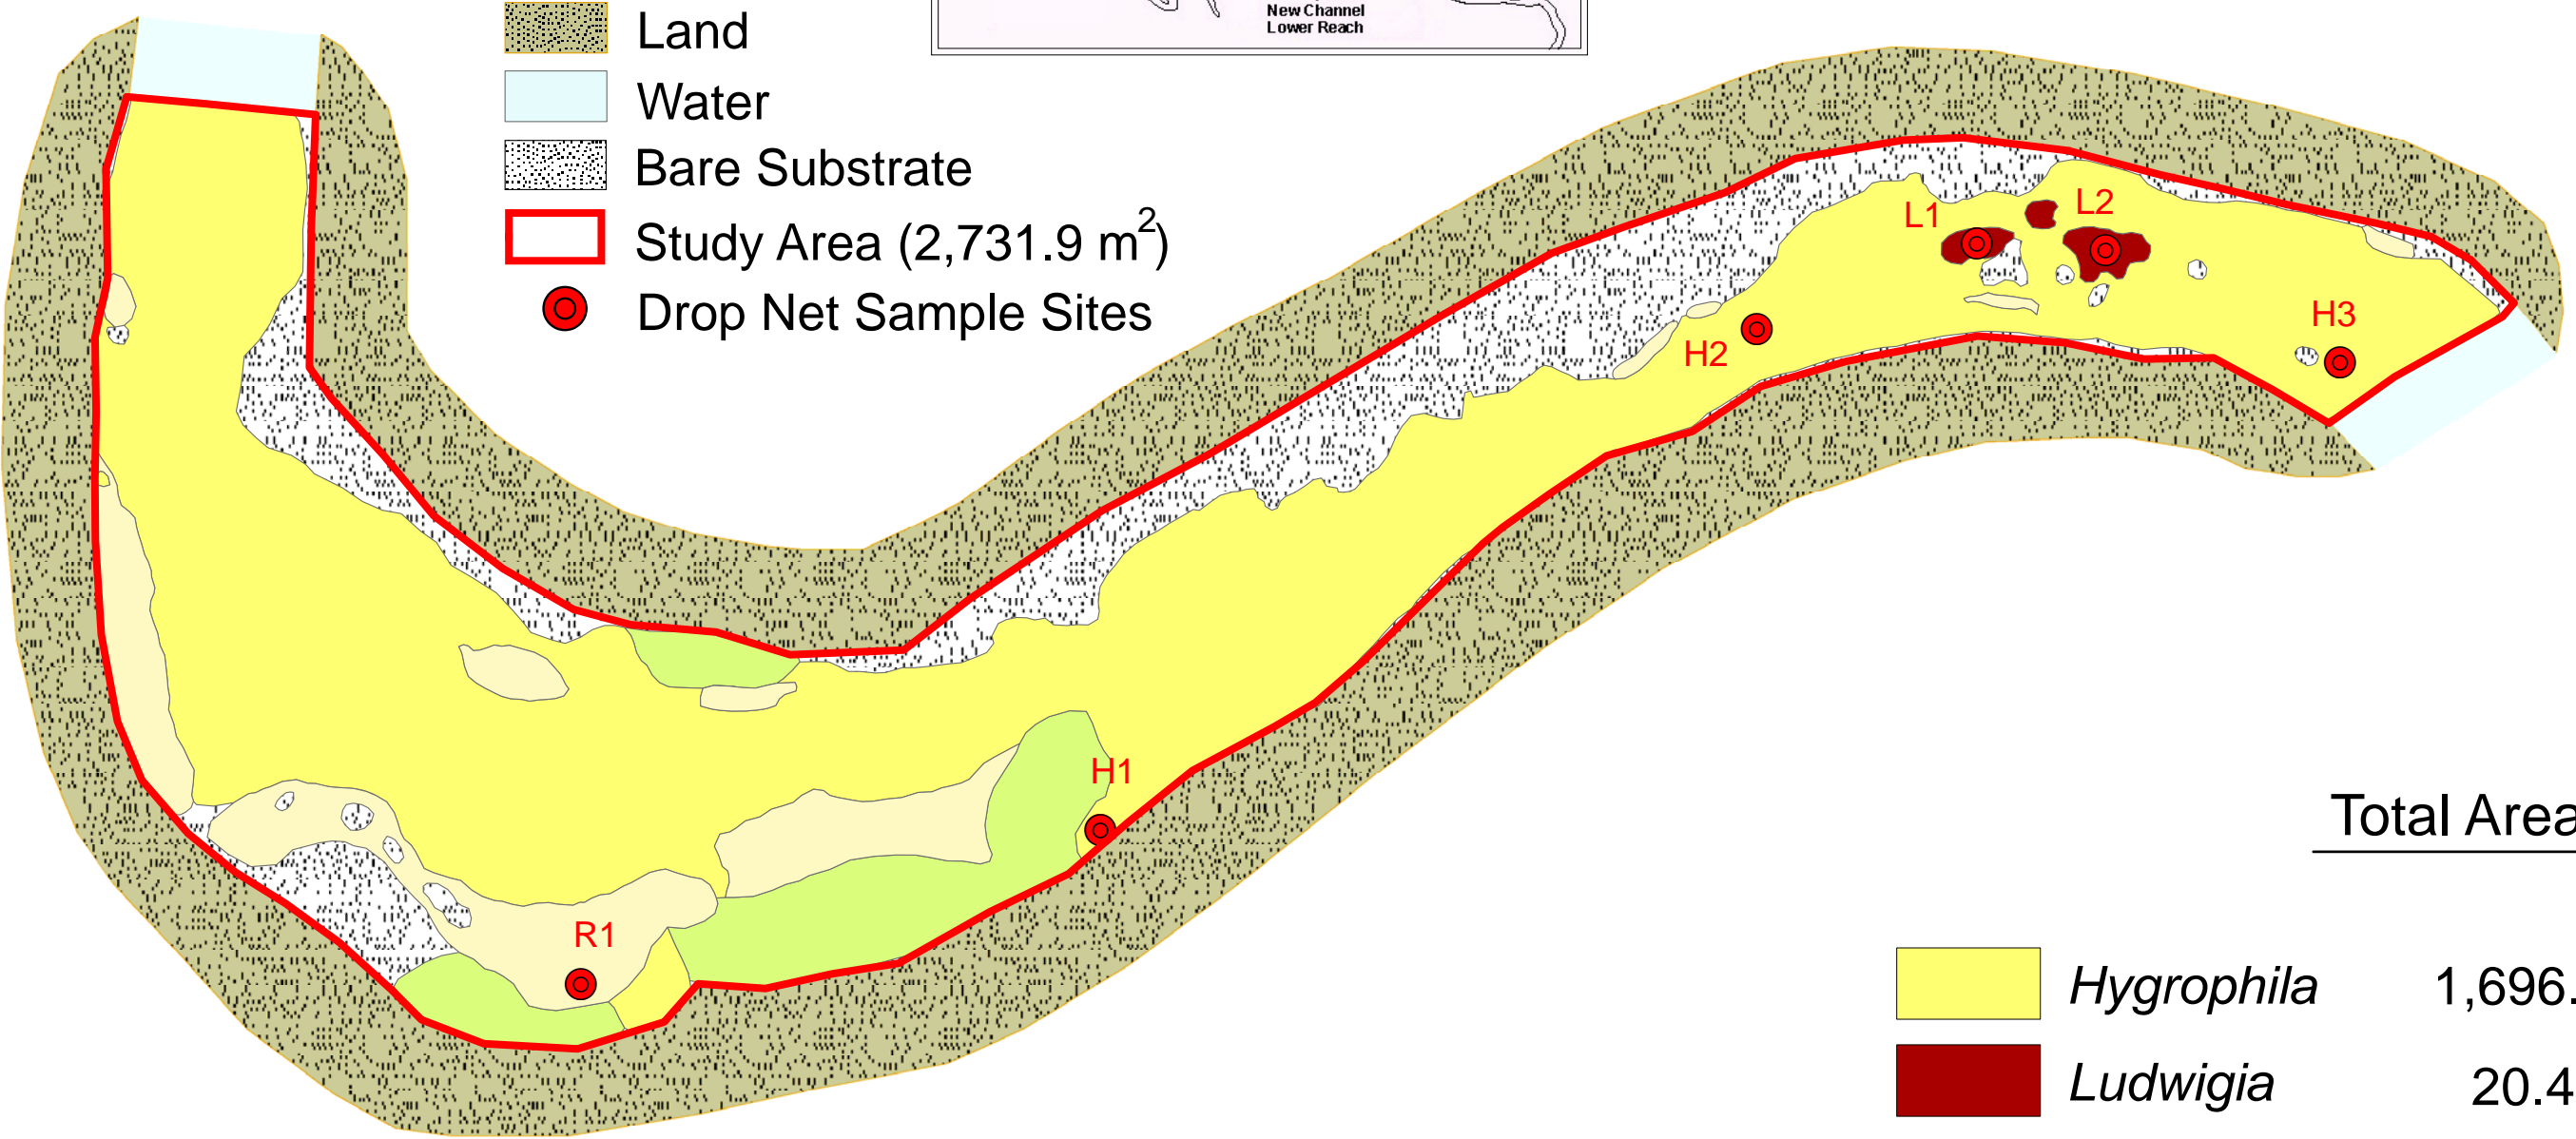 New Channel
Lower Reach
Land
Water
Bare Substrate
Study Area (2,731.9 m²)
Drop Net Sample Sites
L1
L2
H2
H3
H1
R1
Total Area
Hygrophila 1,696.
Ludwigia 20.4